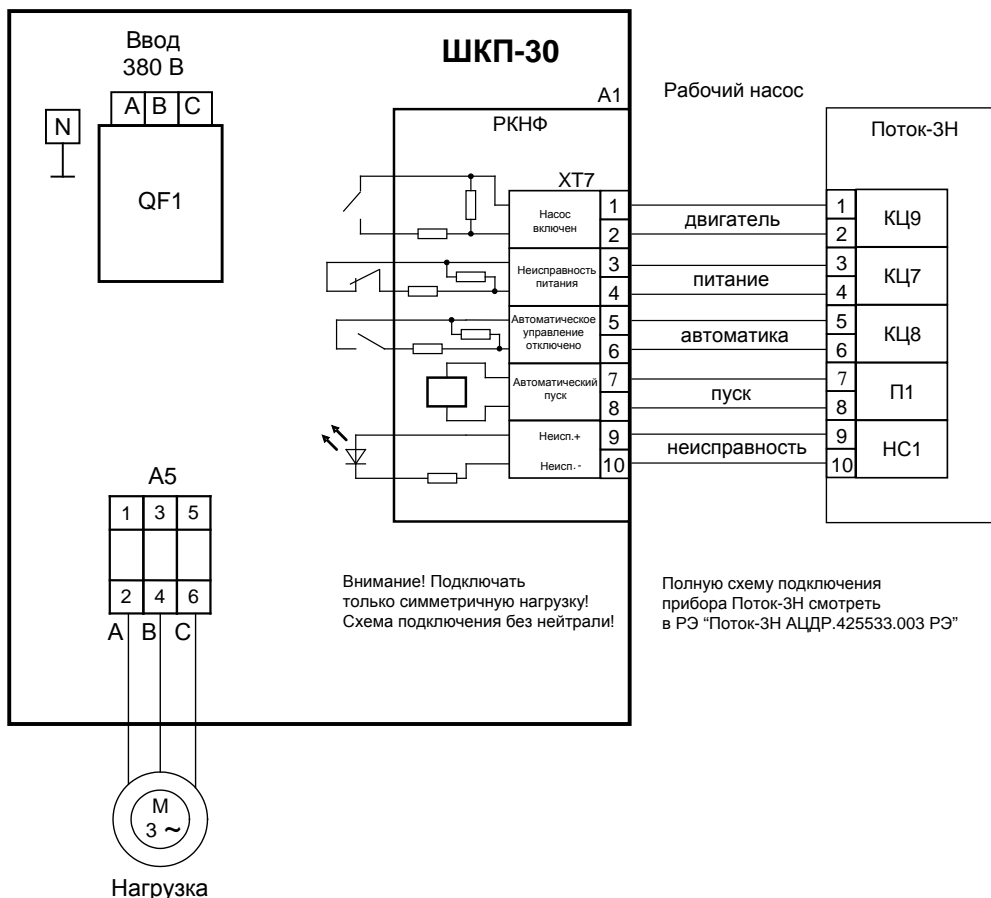 Ввод
380 В
ШКП-30
A B C
N
QF1
A1
РКНФ
XT7
Насос
включен
1
2
Неисправность
питания
3
4
Автоматическое
управление
отключено
5
6
Автоматический
пуск
7
8
Неисп.+
9
Неисп.-
10
Рабочий насос
двигатель
питание
автоматика
пуск
неисправность
Поток-3Н
1
2
КЦ9
3
4
КЦ7
5
6
КЦ8
7
8
П1
9
10
НС1
A5
1 3 5
2 4 6
A B C
Внимание! Подключать
только симметричную нагрузку!
Схема подключения без нейтрали!
Полную схему подключения
прибора Поток-3Н смотреть
в РЭ “Поток-3Н АЦДР.425533.003 РЭ”
М
3 ~
Нагрузка